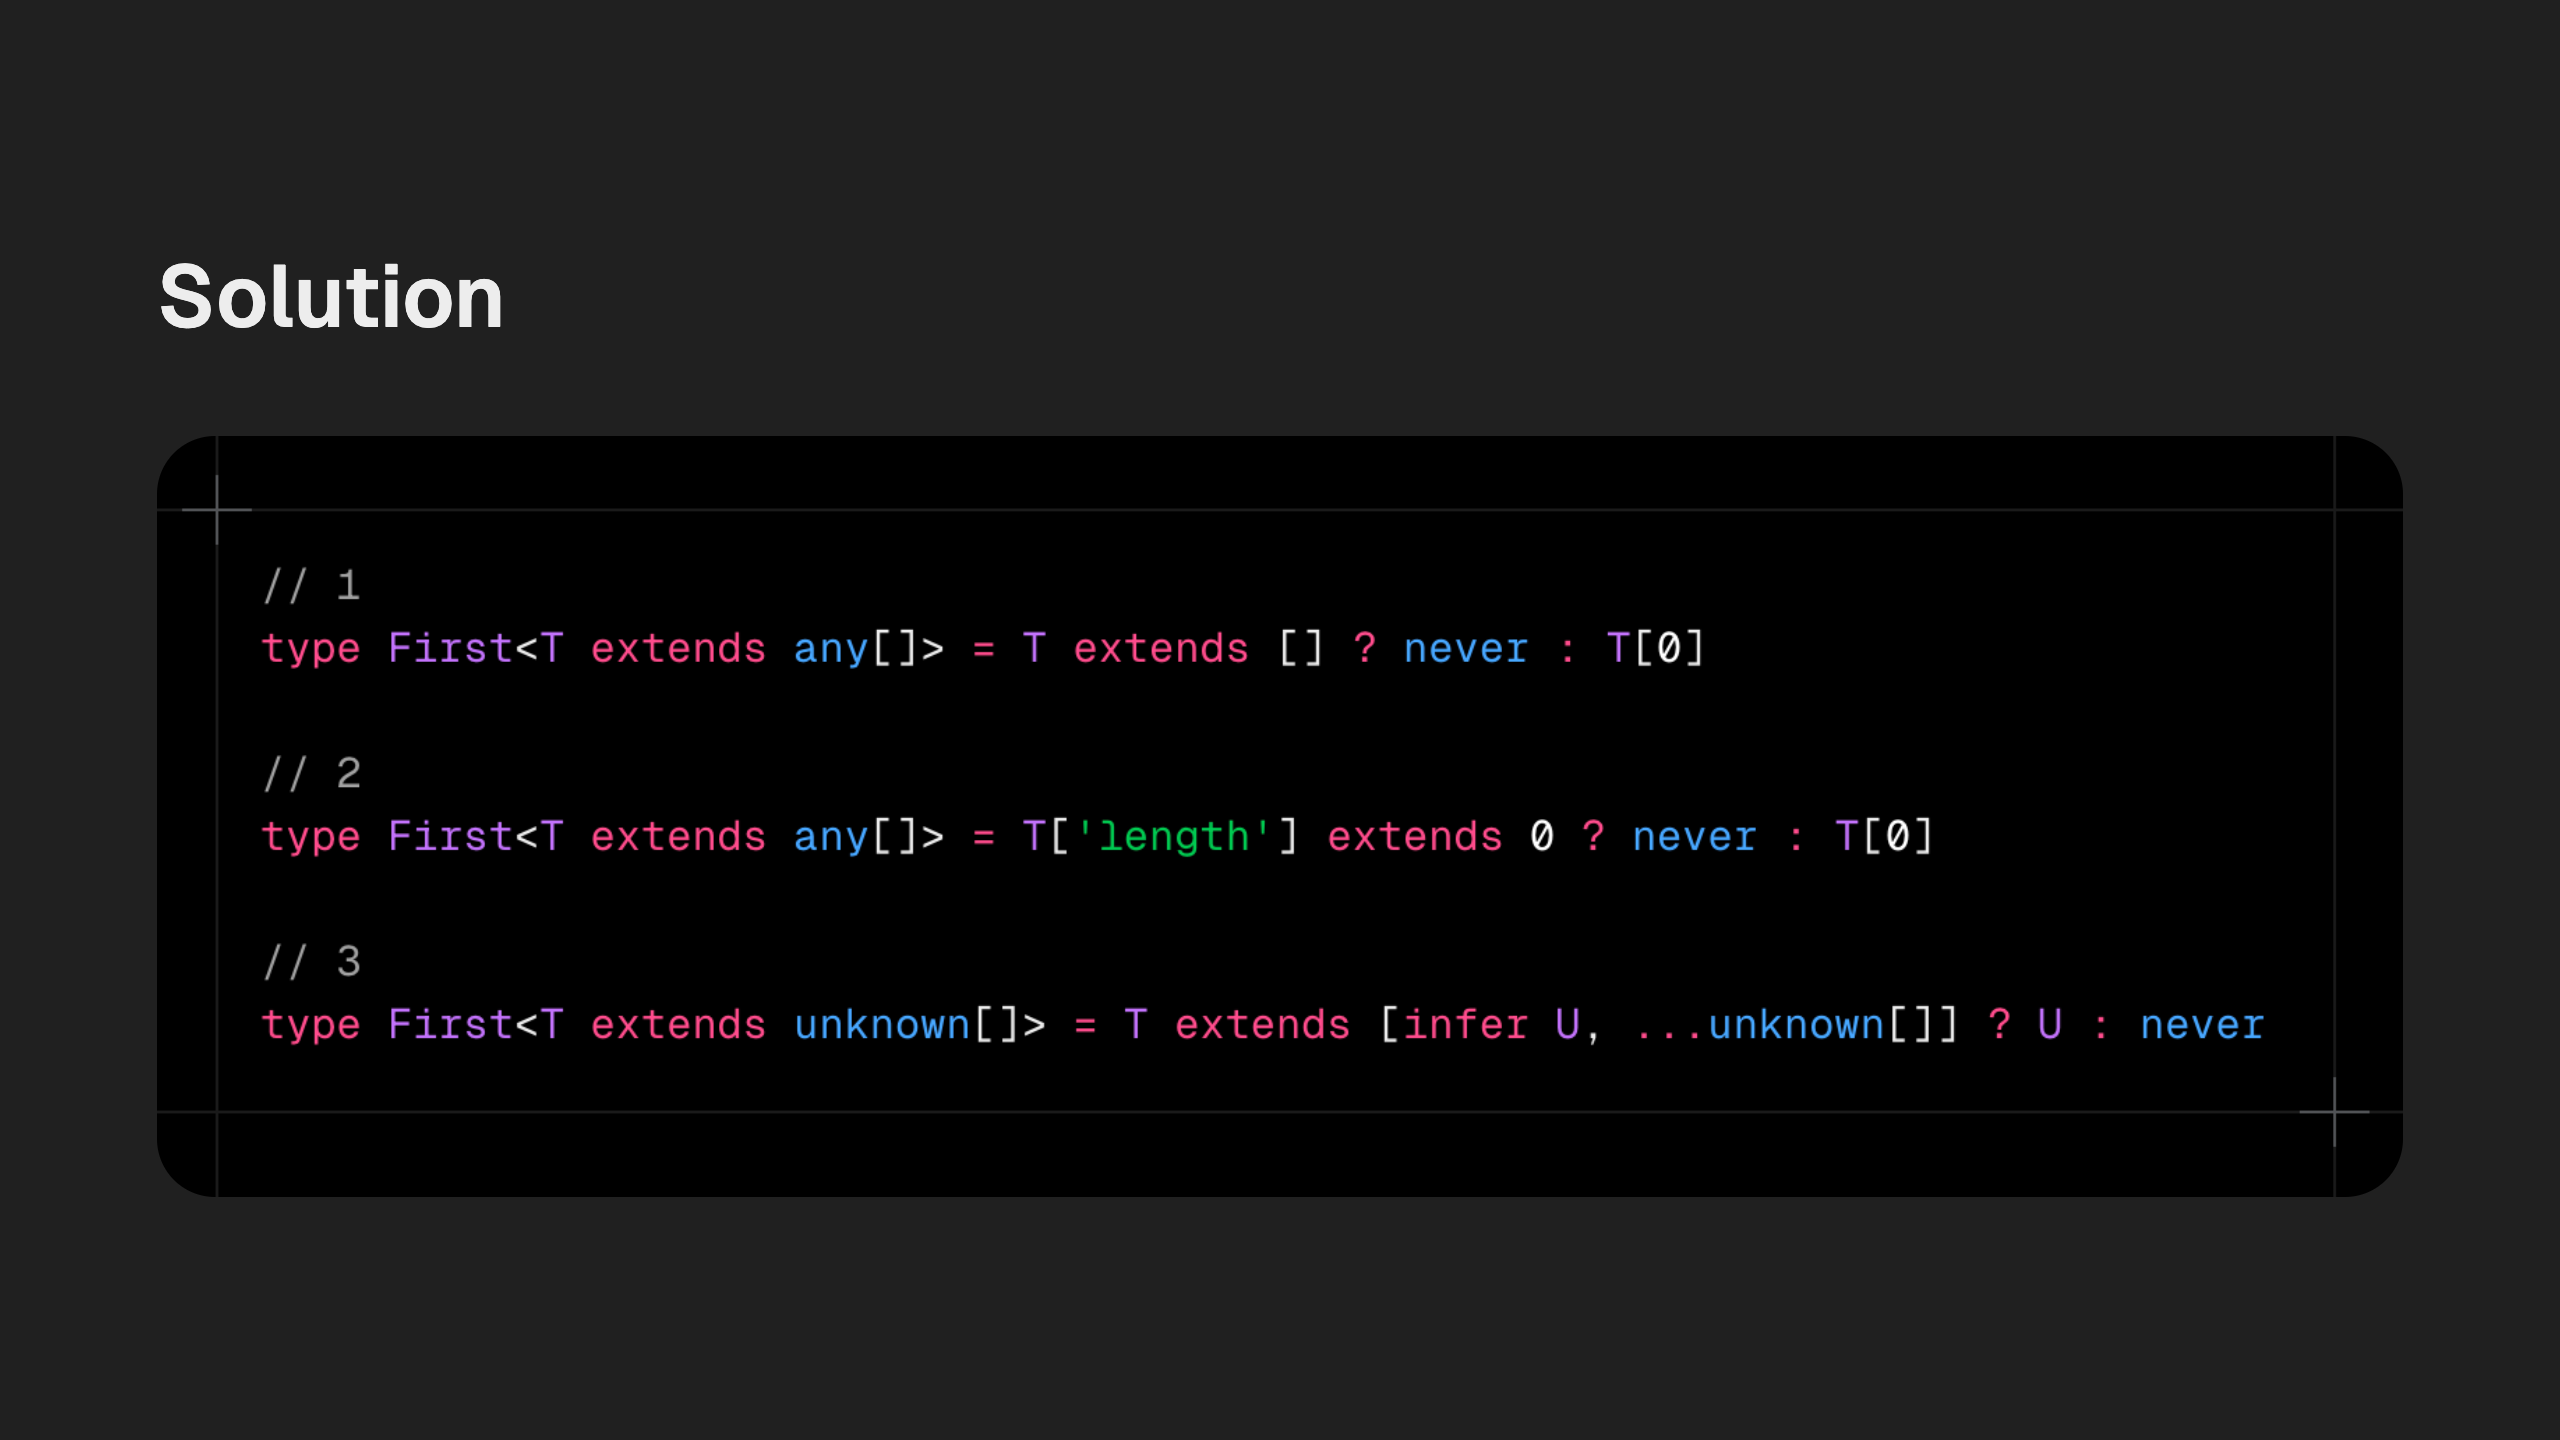 Solution
// 1
type First<T extends any[]> = T extends [] ? never : T[0]
// 2
type First<T extends any[]> = T['length'] extends 0 ? never : T[0]
// 3
type First<T extends unknown[]> = T extends [infer U, ...unknown[]] ? U : never